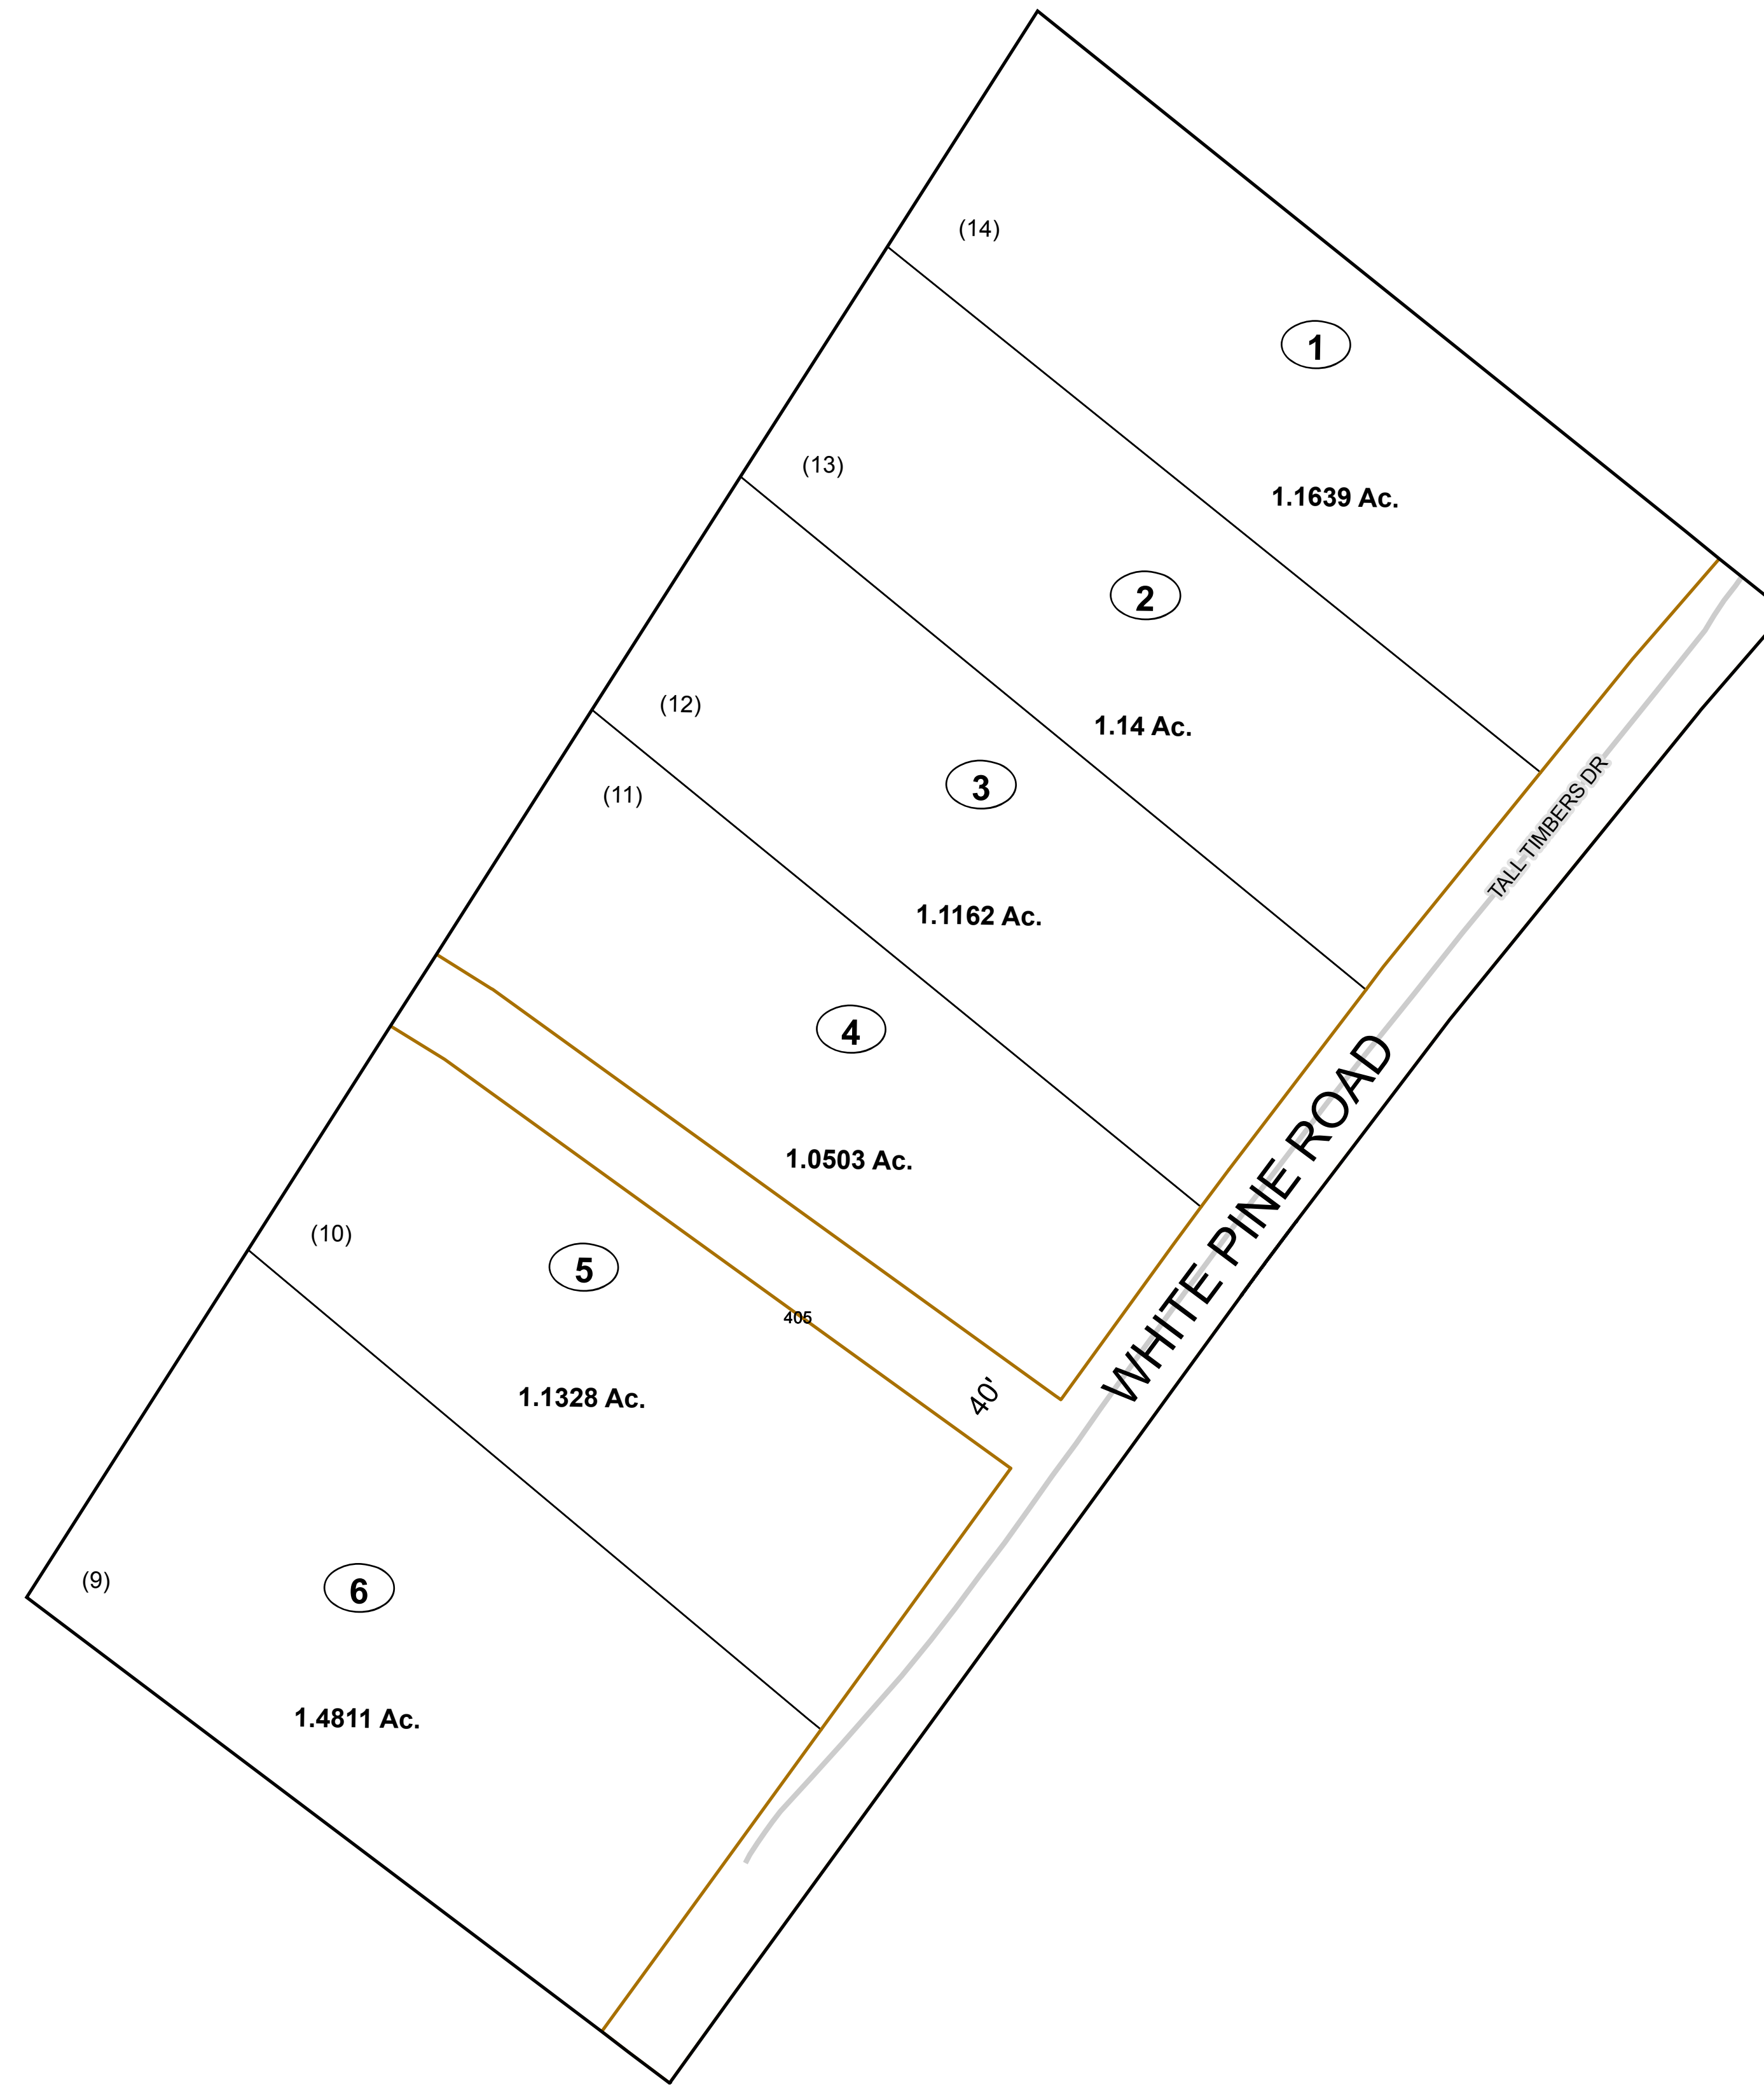 (14)
1
1.1639 Ac.
(13)
2
1.14 Ac.
(12)
3
1.1162 Ac.
(11)
4
1.0503 Ac.
TALL TIMBERS DR
WHITE PINE ROAD
40'
405
(10)
5
1.1328 Ac.
(9)
6
1.4811 Ac.